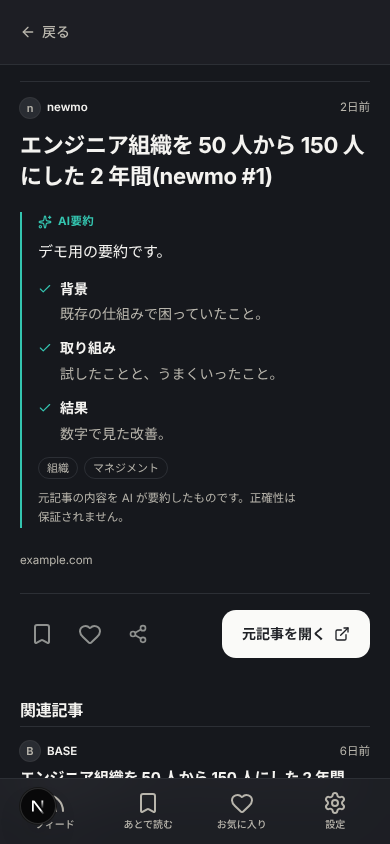 戻る
n newmo 2日前
エンジニア組織を 50 人から 150 人
にした 2 年間(newmo #1)
AI要約
デモ用の要約です。
背景
既存の仕組みで困っていたこと。
取り組み
試したことと、うまくいったこと。
結果
数字で見た改善。
組織 マネジメント
元記事の内容を AI が要約したものです。正確性は
保証されません。
example.com
元記事を開く
関連記事
B BASE 6日前
エンジニア組織を 50 人から 150 人にした 2 年間
N
フィード あとで読む お気に入り 設定